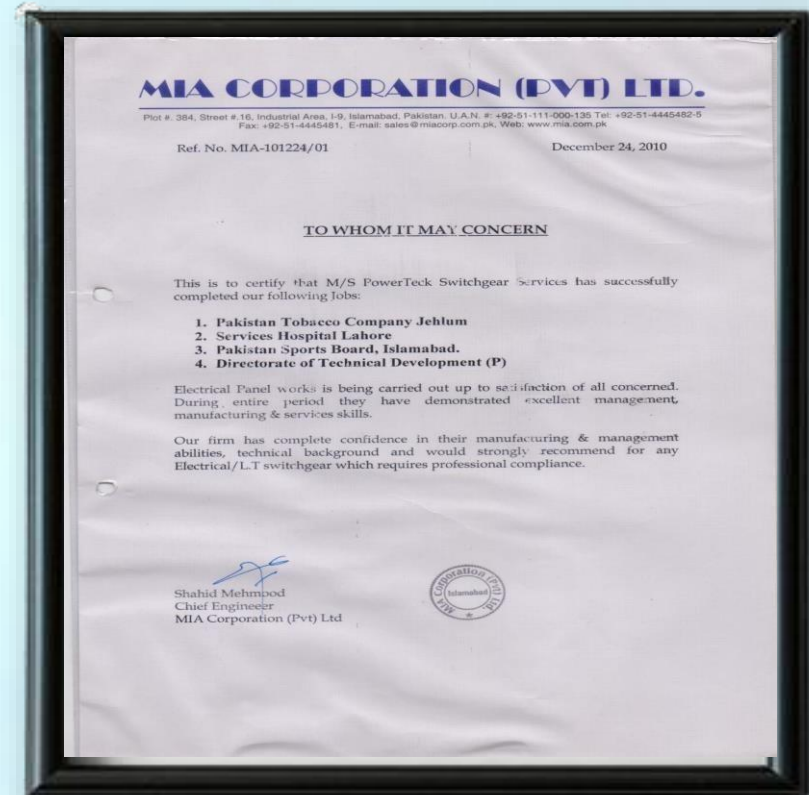 MIA CORPORATION (PVT) LTD.
Plot #. 384, Street #.16, Industrial Area, I-9, Islamabad, Pakistan. U.A.N. #: +92-51-111-000-135 Tel: +92-51-4445482-5
Fax: +92-51-4445481, E-mail: sales@miacorp.com.pk, Web: www.mia.com.pk
Ref. No. MIA-101224/01 December 24, 2010
TO WHOM IT MAY CONCERN
This is to certify that M/S PowerTeck Switchgear Services has successfully
completed our following Jobs:
1. Pakistan Tobacco Company Jehlum
2. Services Hospital Lahore
3. Pakistan Sports Board, Islamabad.
4. Directorate of Technical Development (P)
Electrical Panel works is being carried out up to satisfaction of all concerned.
During entire period they have demonstrated excellent management,
manufacturing & services skills.
Our firm has complete confidence in their manufacturing & management
abilities, technical background and would strongly recommend for any
Electrical/L.T switchgear which requires professional compliance.
Shahid Mehmood
Chief Engineeer
MIA Corporation (Pvt) Ltd
MIA Corporation (Pvt) Ltd.
Islamabad